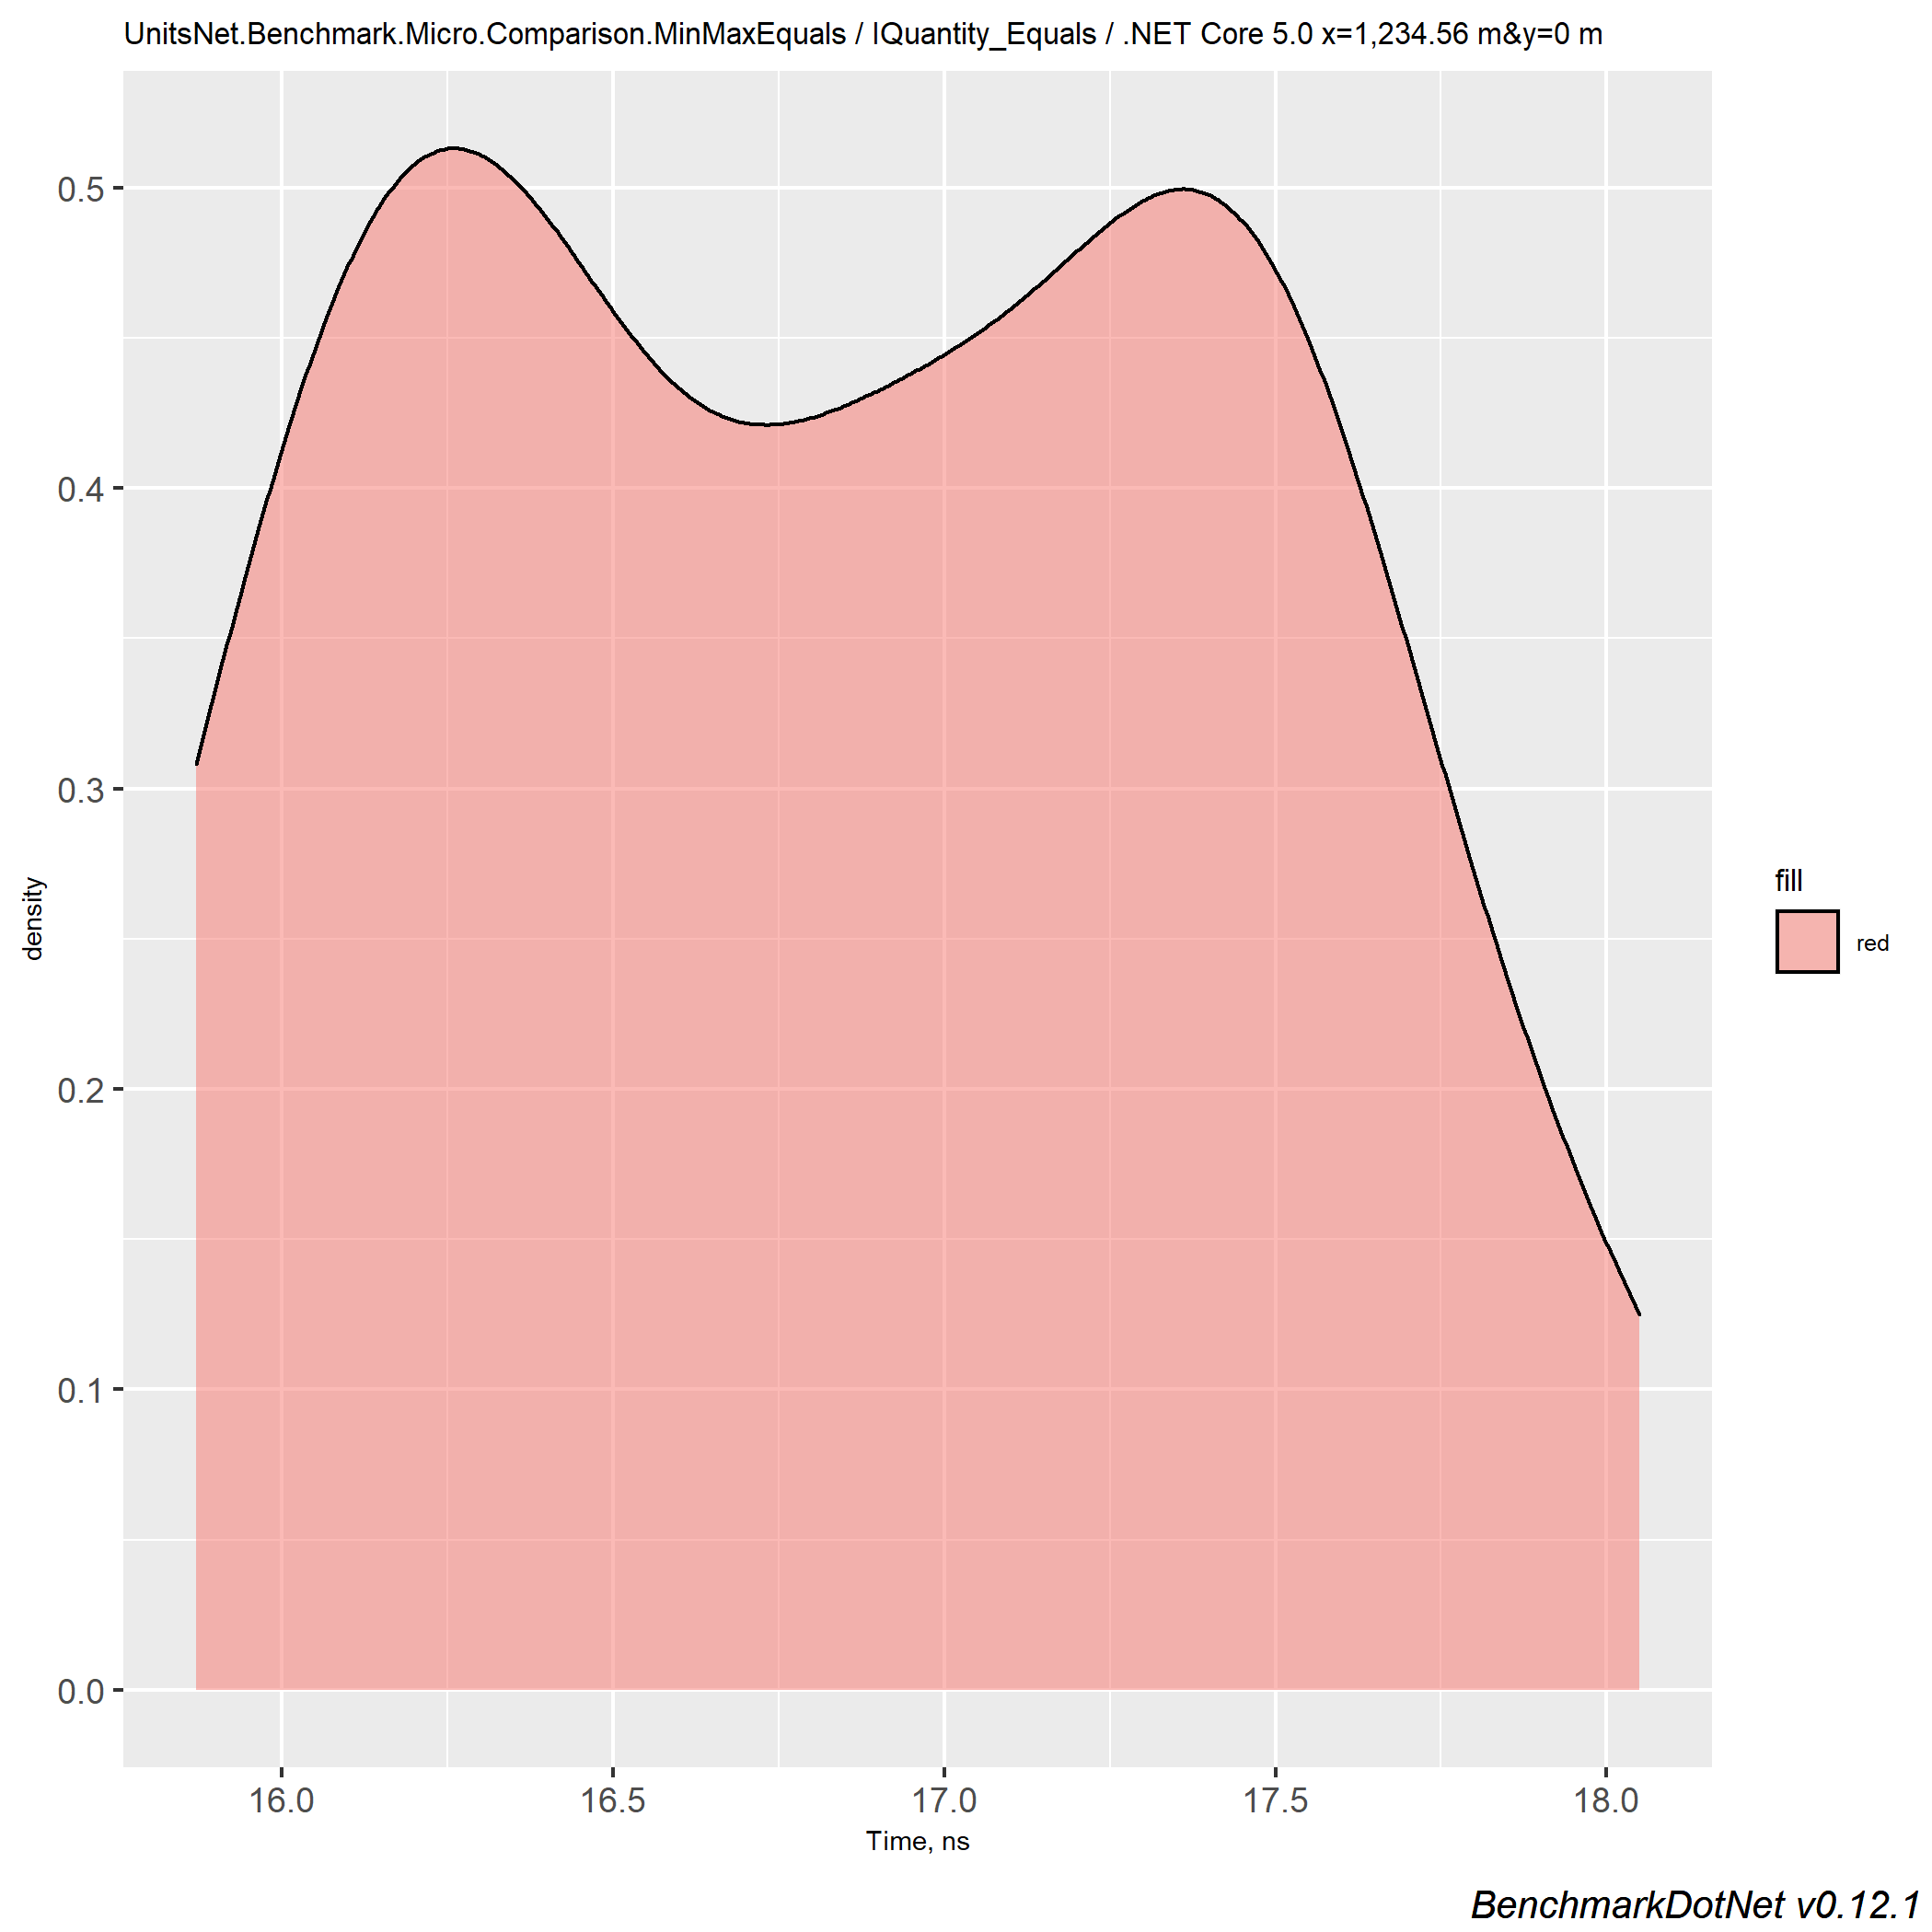 UnitsNet.Benchmark.Micro.Comparison.MinMaxEquals / IQuantity_Equals / .NET Core 5.0 x=1,234.56 m&y=0 m
0.5
0.4
0.3
0.2
0.1
0.0
density
16.0 16.5 17.0 17.5 18.0
Time, ns
fill
red
BenchmarkDotNet v0.12.1